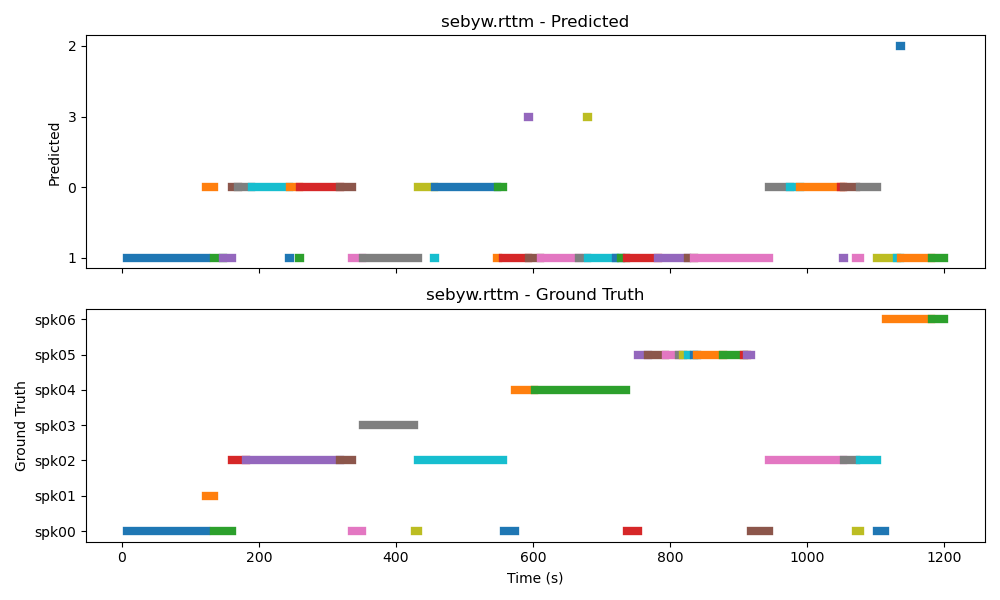 sebyw.rttm - Predicted
2
3
0
1
Predicted
sebyw.rttm - Ground Truth
spk06
spk05
spk04
spk03
spk02
spk01
spk00
Ground Truth
0 200 400 600 800 1000 1200
Time (s)